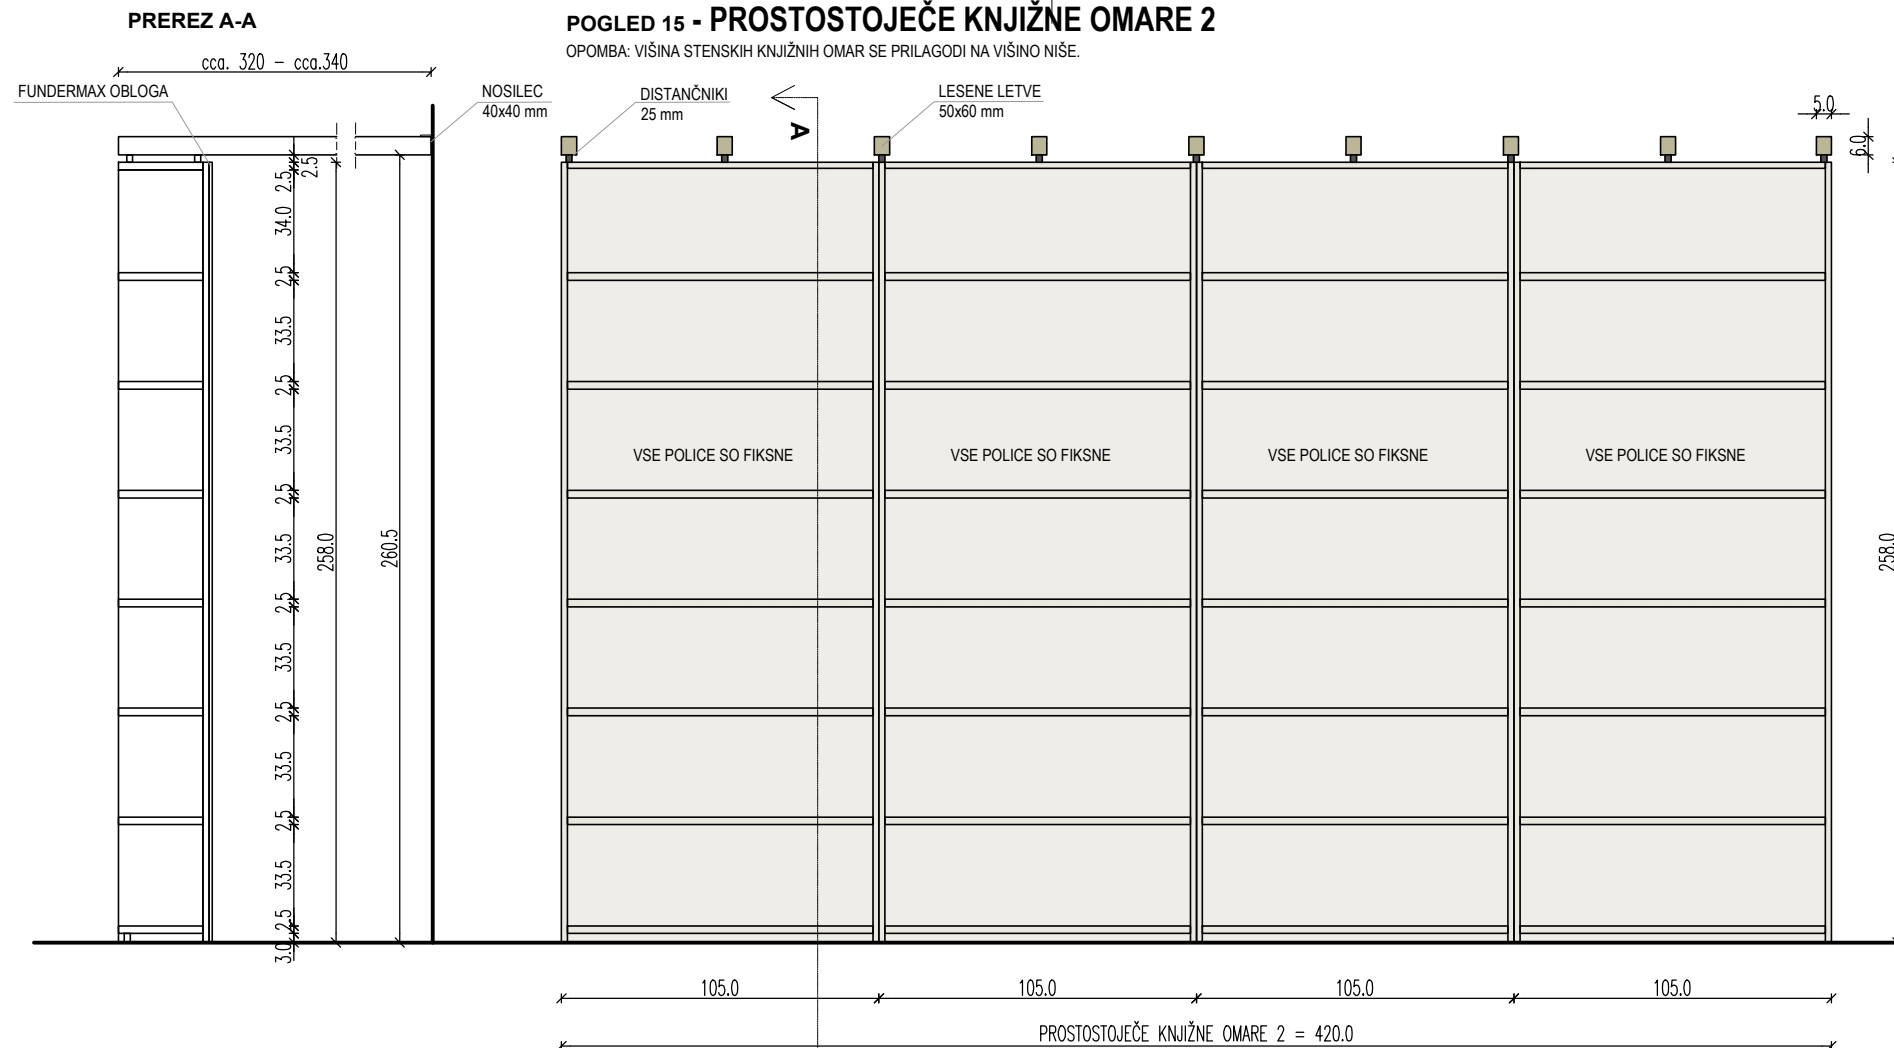 PREREZ A-A
POGLED 15 - PROSTOSTOJEČE KNJIŽNE OMARE 2
OPOMBA: VIŠINA STENSKIH KNJIŽNIH OMAR SE PRILAGODI NA VIŠINO NIŠE.
cca. 320 - cca.340
FUNDERMAX OBLOGA
NOSILEC
40x40 mm
DISTANČNIKI
25 mm
A
LESENE LETVE
50x60 mm
5.0
6.0
2.5
2.5
34.0
2.5
33.5
2.5
33.5
2.5
33.5
2.5
33.5
2.5
33.5
2.5
33.5
2.5
3.0
258.0
260.5
VSE POLICE SO FIKSNE
VSE POLICE SO FIKSNE
VSE POLICE SO FIKSNE
VSE POLICE SO FIKSNE
258.0
105.0
105.0
105.0
105.0
PROSTOSTOJEČE KNJIŽNE OMARE 2 = 420.0